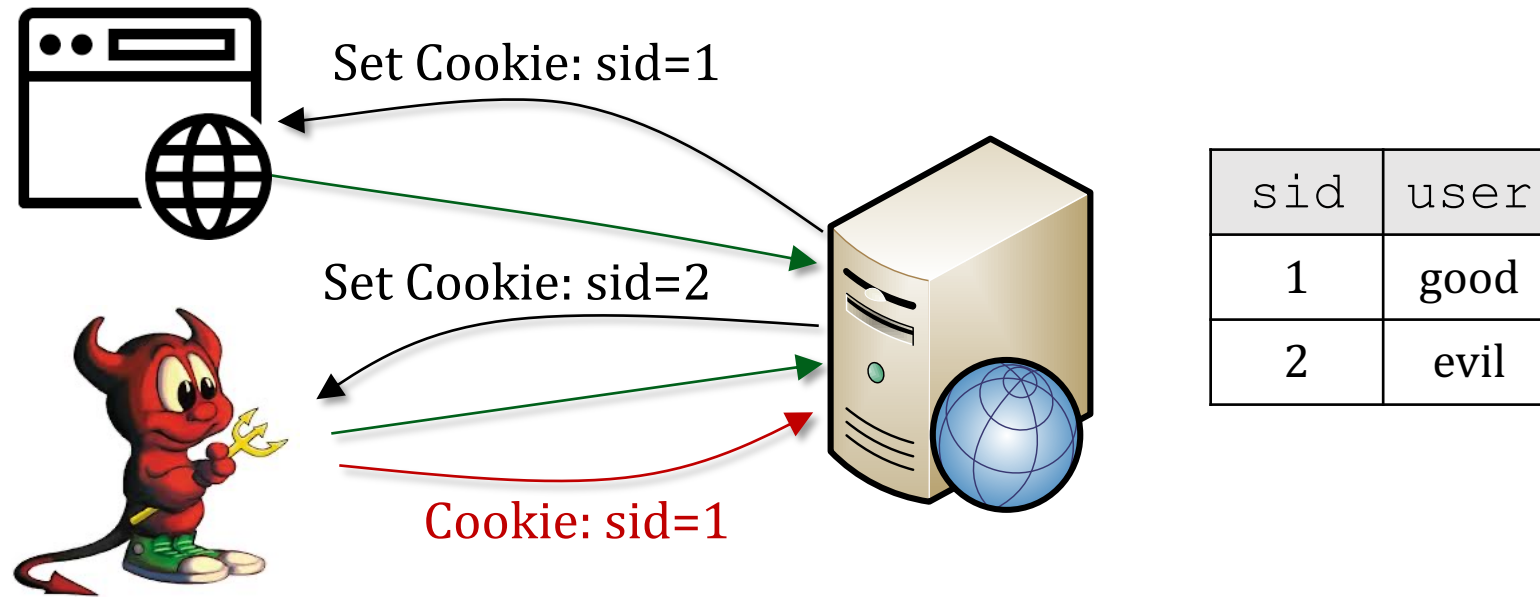 Set Cookie: sid=1
Set Cookie: sid=2
Cookie: sid=1
sid user
1 good
2 evil